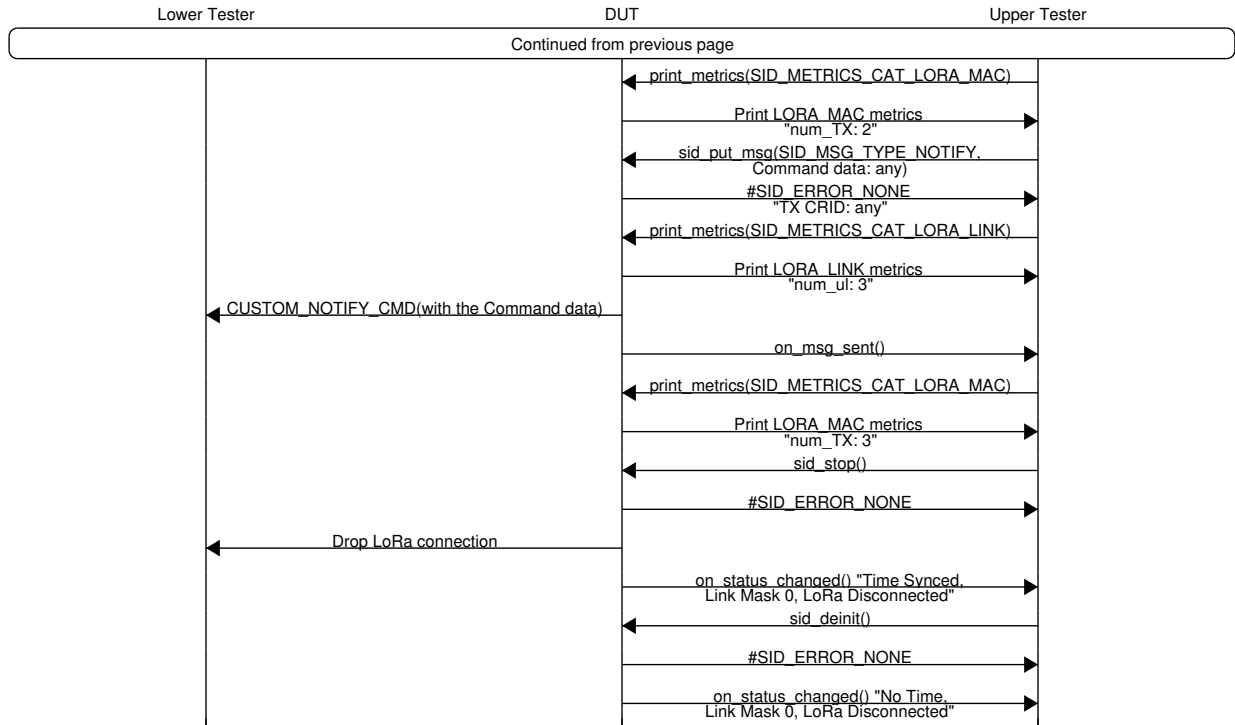 Lower Tester
DUT
Upper Tester
Continued from previous page
print_metrics(SID_METRICS_CAT_LORA_MAC)
Print LORA_MAC metrics
"num_TX: 2"
sid_put_msg(SID_MSG_TYPE_NOTIFY,
Command data: any)
#SID_ERROR_NONE
"TX CRID: any"
print_metrics(SID_METRICS_CAT_LORA_LINK)
Print LORA_LINK metrics
"num_ul: 3"
CUSTOM_NOTIFY_CMD(with the Command data)
on_msg_sent()
print_metrics(SID_METRICS_CAT_LORA_MAC)
Print LORA_MAC metrics
"num_TX: 3"
sid_stop()
#SID_ERROR_NONE
Drop LoRa connection
on_status_changed() "Time Synced,
Link Mask 0, LoRa Disconnected"
sid_deinit()
#SID_ERROR_NONE
on_status_changed() "No Time,
Link Mask 0, LoRa Disconnected"